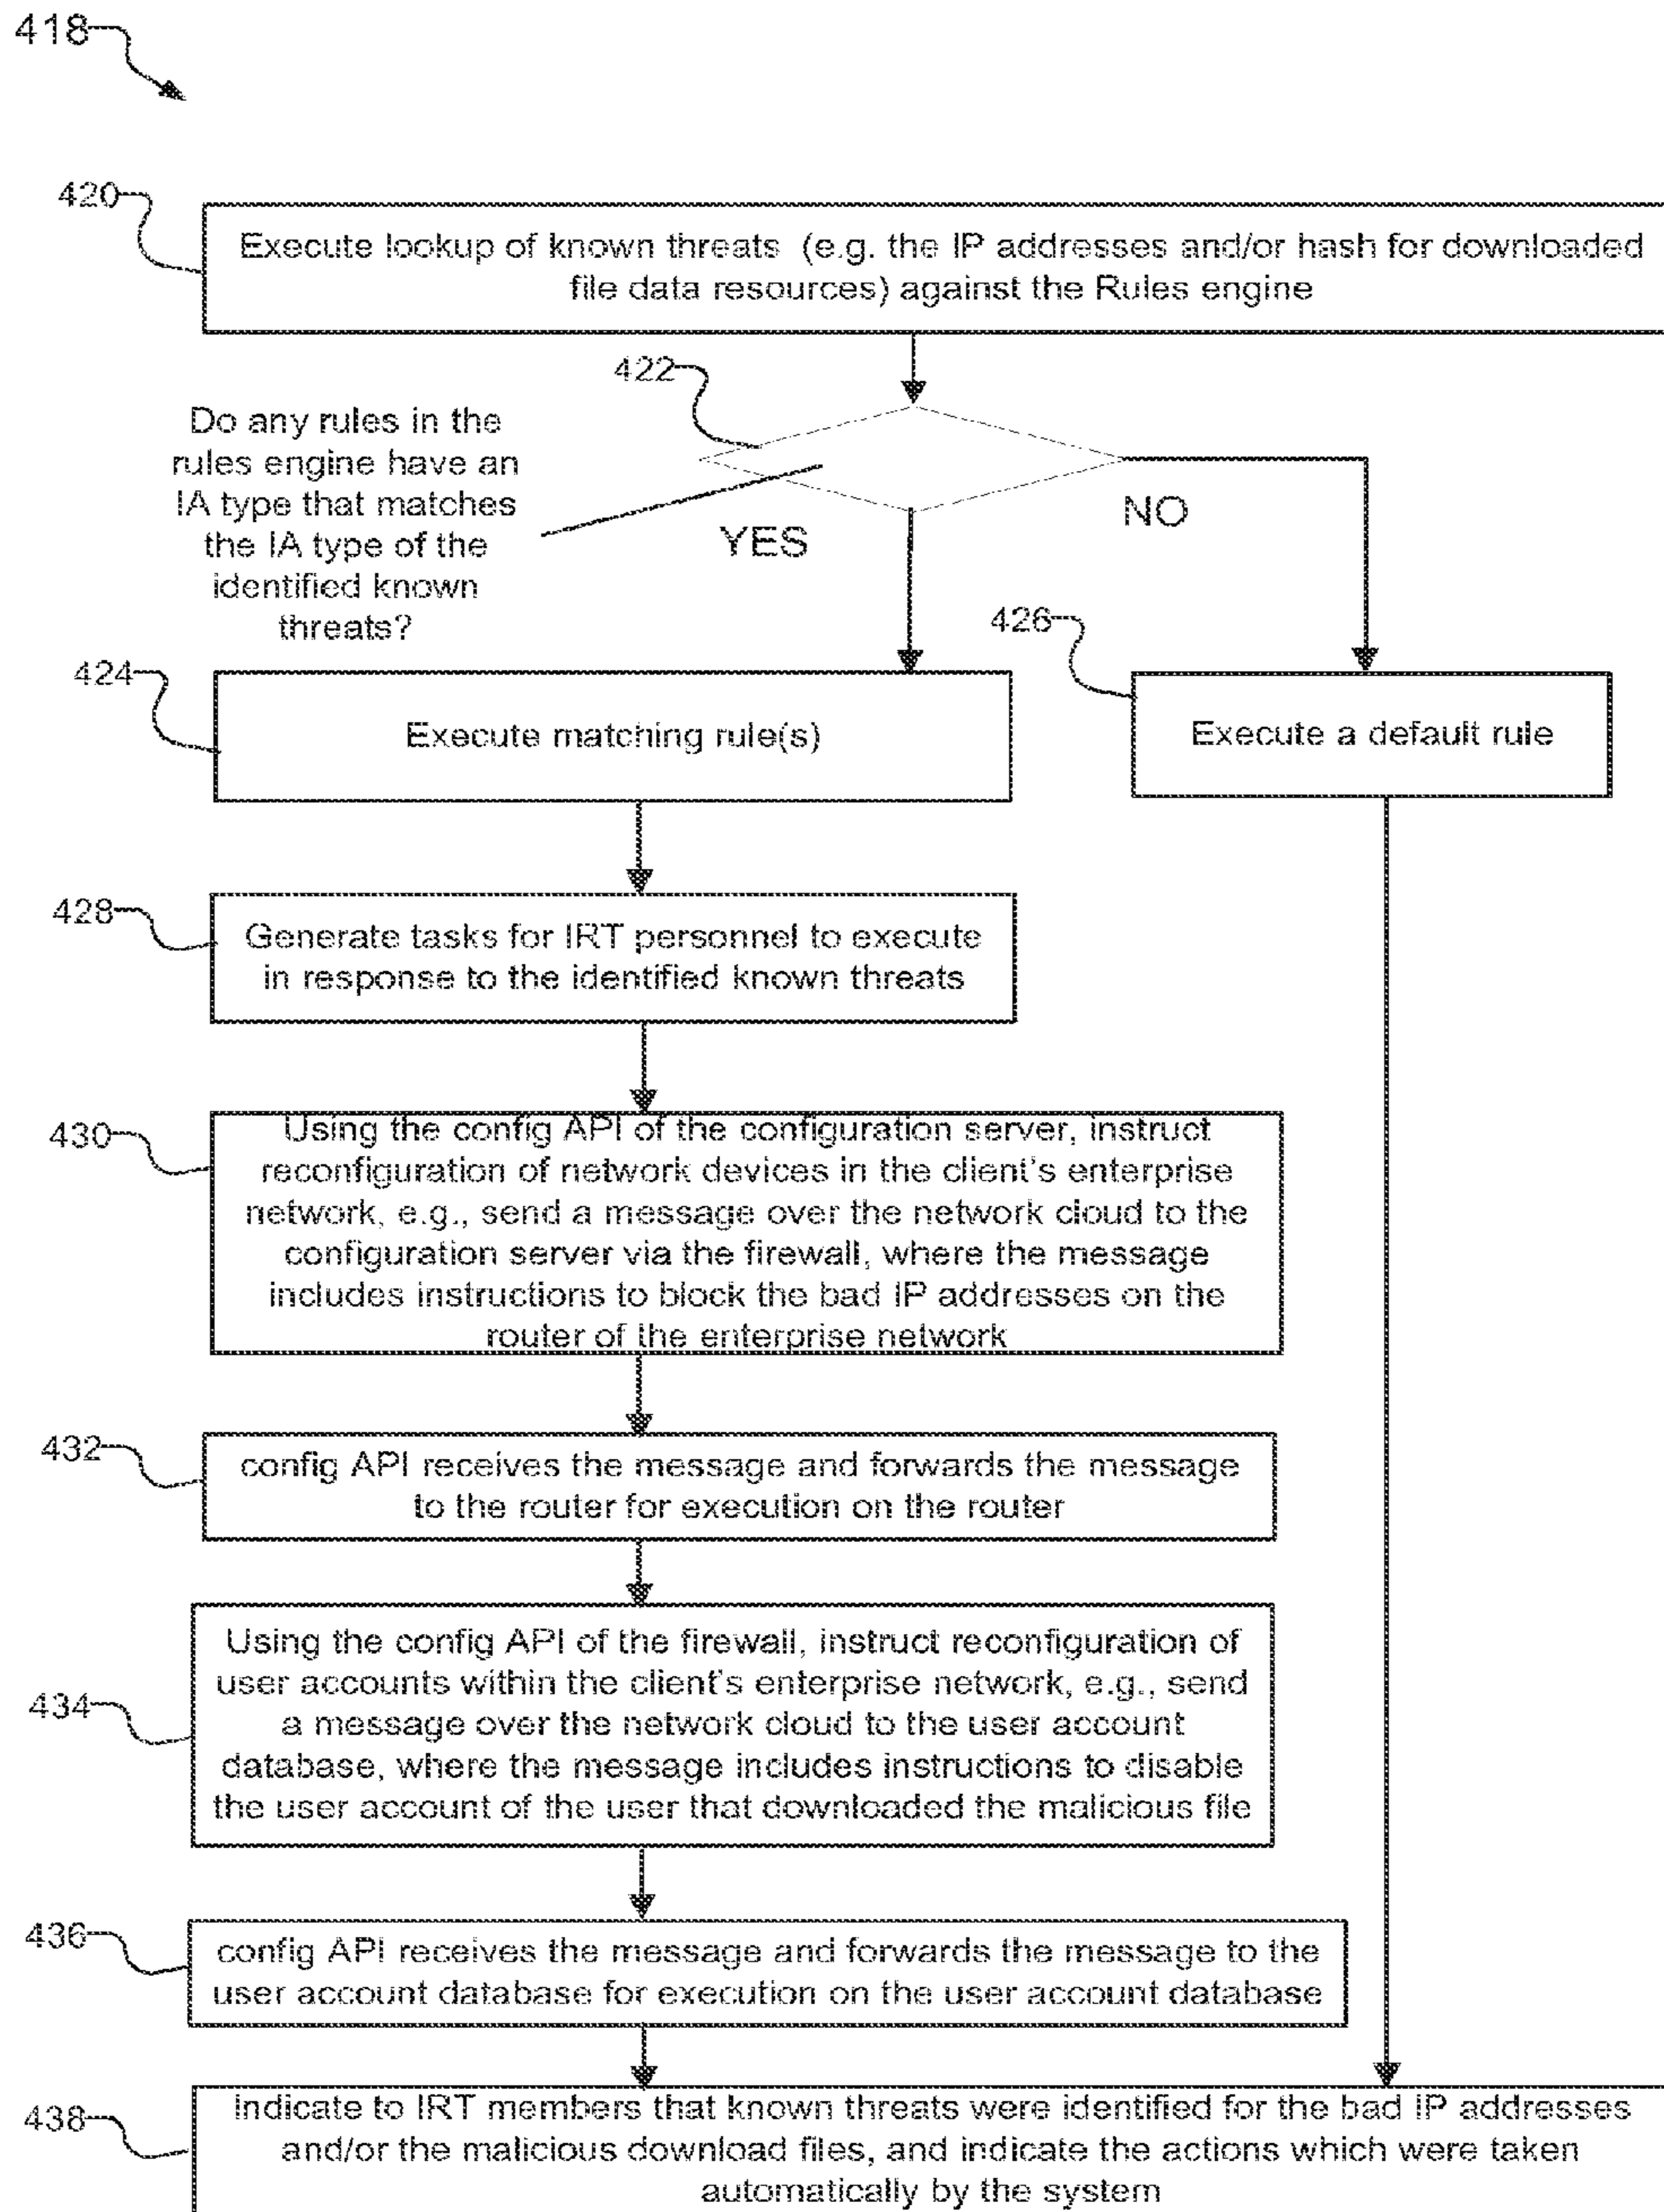 418
420
Execute lookup of known threats (e.g. the IP addresses and/or hash for downloaded
file data resources) against the Rules engine
422
Do any rules in the
rules engine have an
IA type that matches
the IA type of the
identified known
threats?
YES
NO
424
Execute matching rule(s)
426
Execute a default rule
428
Generate tasks for IRT personnel to execute
in response to the identified known threats
430
Using the config API of the configuration server, instruct
reconfiguration of network devices in the client's enterprise
network, e.g., send a message over the network cloud to the
configuration server via the firewall, where the message
includes instructions to block the bad IP addresses on the
router of the enterprise network
432
config API receives the message and forwards the message
to the router for execution on the router
434
Using the config API of the firewall, instruct reconfiguration of
user accounts within the client's enterprise network, e.g., send
a message over the network cloud to the user account
database, where the message includes instructions to disable
the user account of the user that downloaded the malicious file
436
config API receives the message and forwards the message to the
user account database for execution on the user account database
438
Indicate to IRT members that known threats were identified for the bad IP addresses
and/or the malicious download files, and indicate the actions which were taken
automatically by the system